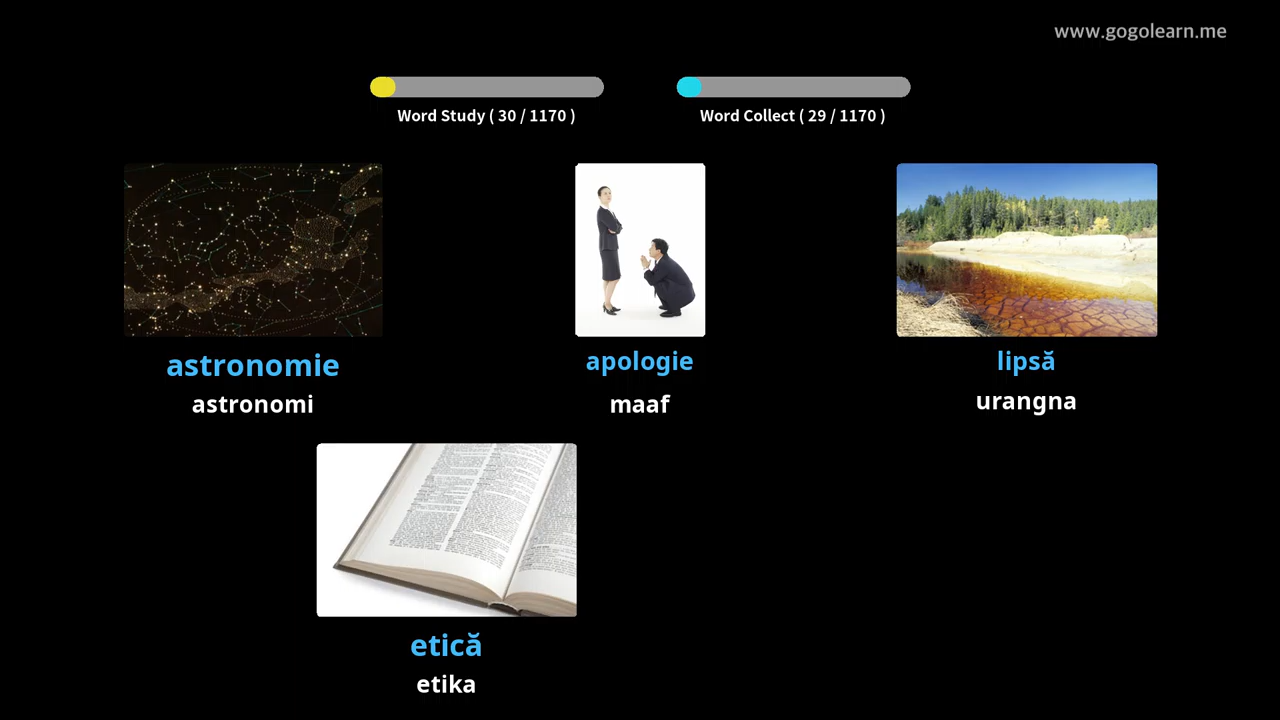 www.gogolearn.me
Word Study ( 30 / 1170 )
Word Collect ( 29 / 1170 )
astronomie
astronomi
apologie
maaf
lipsă
urangna
etică
etika